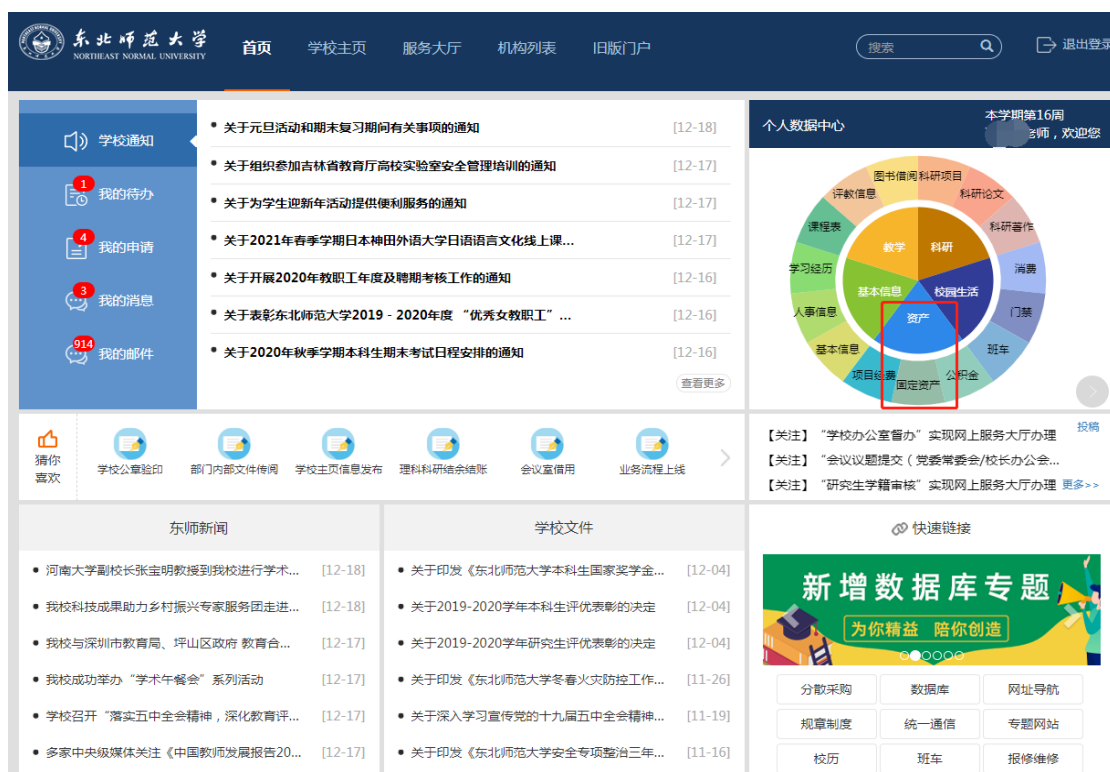 东北师范大学
NORTHEAST NORMAL UNIVERSITY
首页 学校主页 服务大厅 机构列表 旧版门户
搜索
退出登录
学校通知
1
我的待办
4
我的申请
3
我的消息
914
我的邮件
• 关于元旦活动和期末复习期间有关事项的通知 [12-18]
• 关于组织参加吉林省教育厅高校实验室安全管理培训的通知 [12-17]
• 关于为学生迎新年活动提供便利服务的通知 [12-17]
• 关于2021年春季学期日本神田外语大学日语语言文化线上课... [12-17]
• 关于开展2020年教职工年度及聘期考核工作的通知 [12-16]
• 关于表彰东北师范大学2019 - 2020年度 “优秀女教职工” ... [12-16]
• 关于2020年秋季学期本科生期末考试日程安排的通知 [12-16]
查看更多
个人数据中心
本学期第16周
老师，欢迎您
图书借阅
科研项目
评教信息
科研论文
课程表
科研著作
教学
科研
学习经历
消费
基本信息
校园生活
人事信息
门禁
资产
基本信息
班车
项目经费
固定资产
公积金
猜你
喜欢
学校公章验印
部门内部文件传阅
学校主页信息发布
理科科研结余结账
会议室借用
业务流程上线
【关注】 “学校办公室督办” 实现网上服务大厅办理
投稿
【关注】 “会议议题提交（党委常委会/校长办公会...
【关注】 “研究生学籍审核” 实现网上服务大厅办理
更多>>
东师新闻
• 河南大学副校长张宝明教授到我校进行学术... [12-18]
• 我校科技成果助力乡村振兴专家服务团走进... [12-18]
• 我校与深圳市教育局、坪山区政府 教育合... [12-17]
• 我校成功举办 “学术午餐会” 系列活动 [12-17]
• 学校召开 “落实五中全会精神，深化教育评... [12-17]
• 多家中央级媒体关注《中国教师发展报告20... [12-17]
学校文件
• 关于印发《东北师范大学本科生国家奖学金... [12-04]
• 关于2019-2020学年本科生评优表彰的决定 [12-04]
• 关于2019-2020学年研究生评优表彰的决定 [12-04]
• 关于印发《东北师范大学冬春火灾防控工作... [11-26]
• 关于深入学习宣传党的十九届五中全会精神... [11-19]
• 关于印发《东北师范大学安全专项整治三年... [11-16]
快速链接
新增数据库专题
为你精益 陪你创造
分散采购 数据库 网址导航
规章制度 统一通信 专题网站
校历 班车 报修维修